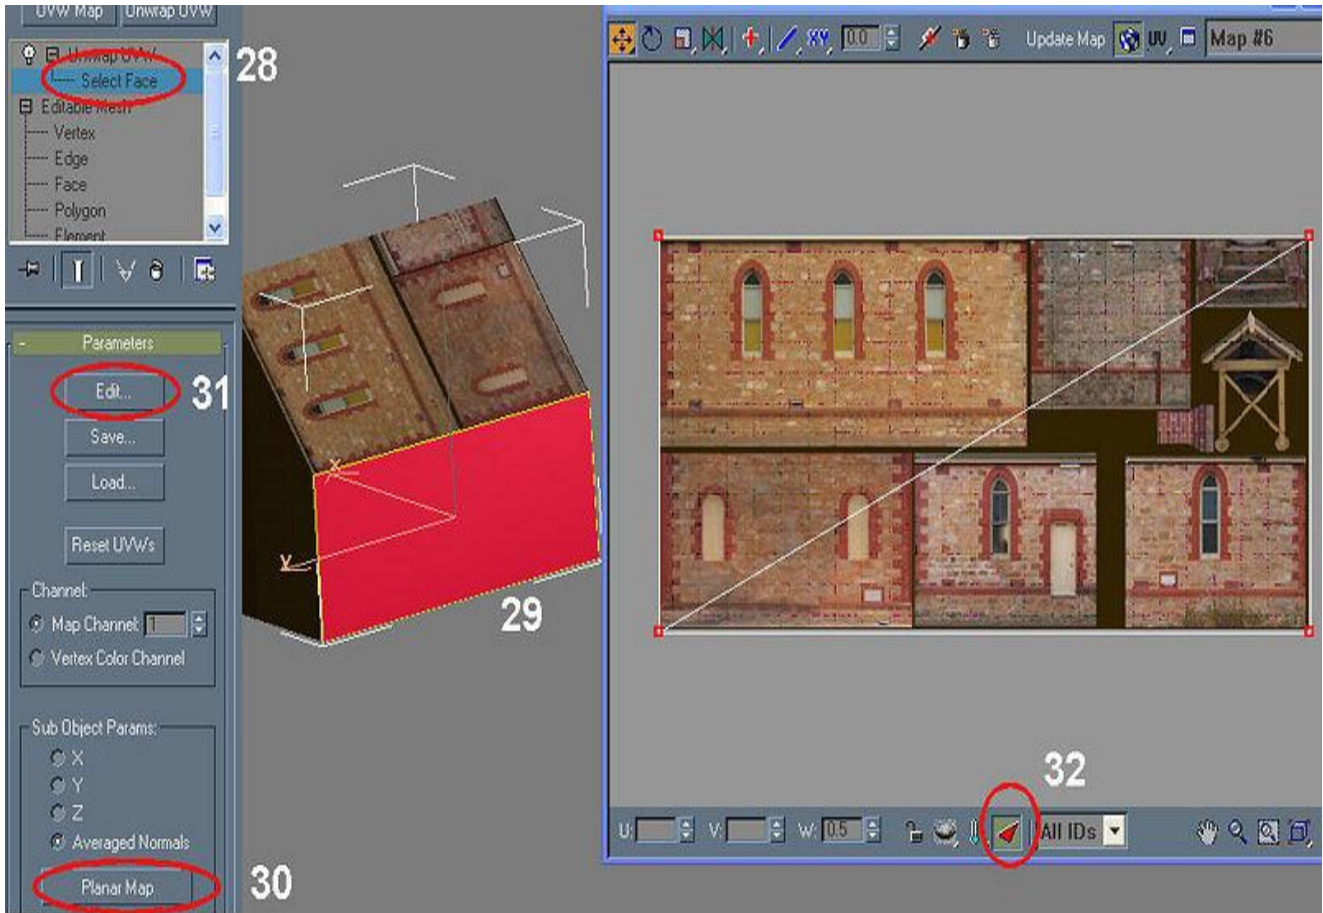 UVW Map Unwrap UVW
Unwrap UVW
Select Face
28
Editable Mesh
Vertex
Edge
Face
Polygon
Element
Parameters
Edit...
31
Save...
Load...
Reset UVWs
Channel:
Map Channel: 1
Vertex Color Channel
Sub Object Params:
X
Y
Z
Averaged Normals
Planar Map
30
X
Y
29
XY 0.0 Update Map UV Map #6
32
U: V: W: 0.5 All IDs